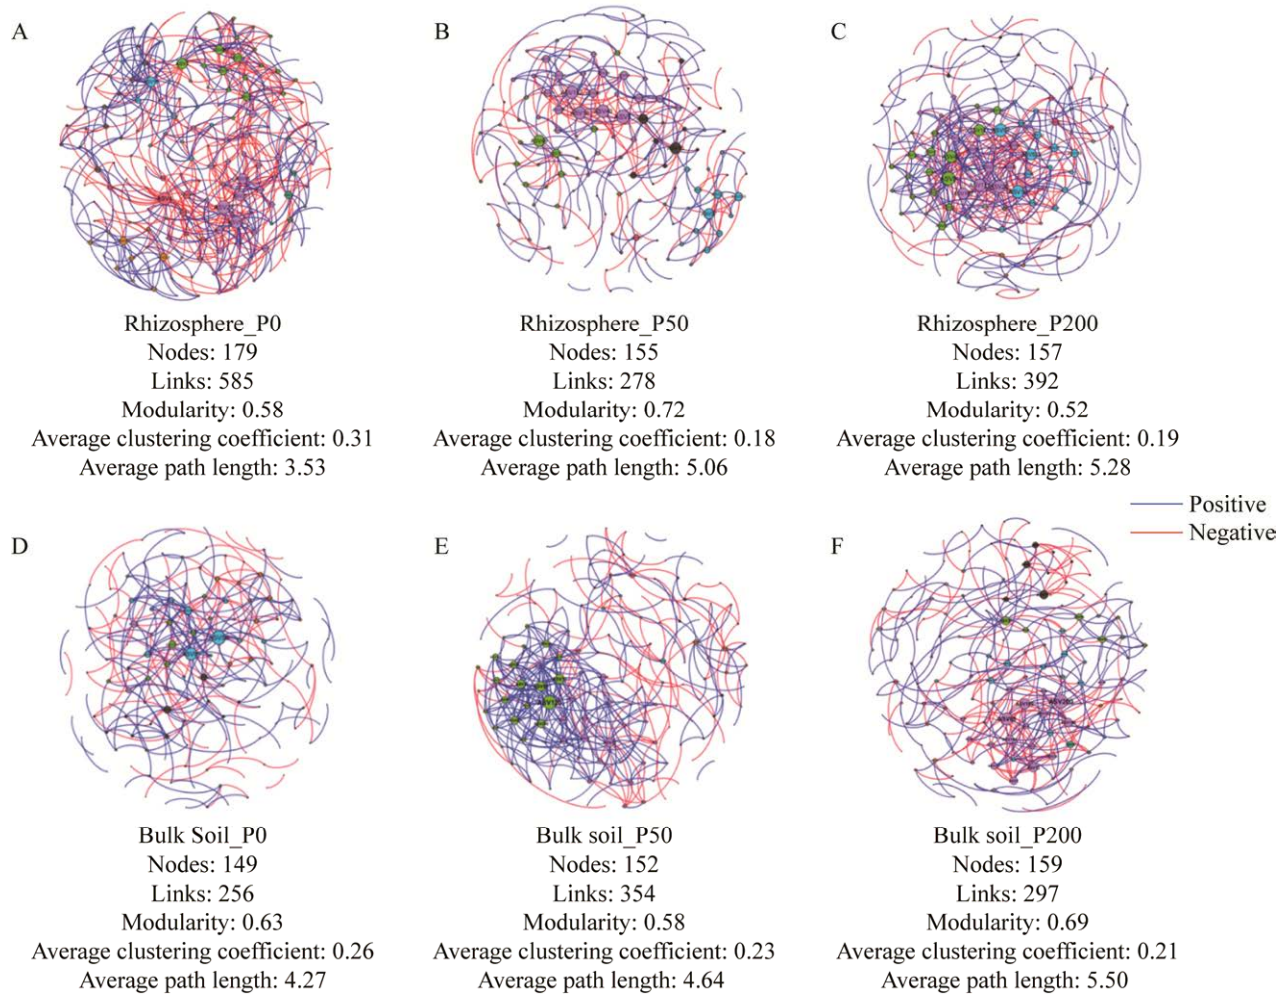 A
B
C
Rhizosphere_P0
Nodes: 179
Links: 585
Modularity: 0.58
Average clustering coefficient: 0.31
Average path length: 3.53
Rhizosphere_P50
Nodes: 155
Links: 278
Modularity: 0.72
Average clustering coefficient: 0.18
Average path length: 5.06
Rhizosphere_P200
Nodes: 157
Links: 392
Modularity: 0.52
Average clustering coefficient: 0.19
Average path length: 5.28
Positive
Negative
D
E
F
Bulk Soil_P0
Nodes: 149
Links: 256
Modularity: 0.63
Average clustering coefficient: 0.26
Average path length: 4.27
Bulk soil_P50
Nodes: 152
Links: 354
Modularity: 0.58
Average clustering coefficient: 0.23
Average path length: 4.64
Bulk soil_P200
Nodes: 159
Links: 297
Modularity: 0.69
Average clustering coefficient: 0.21
Average path length: 5.50